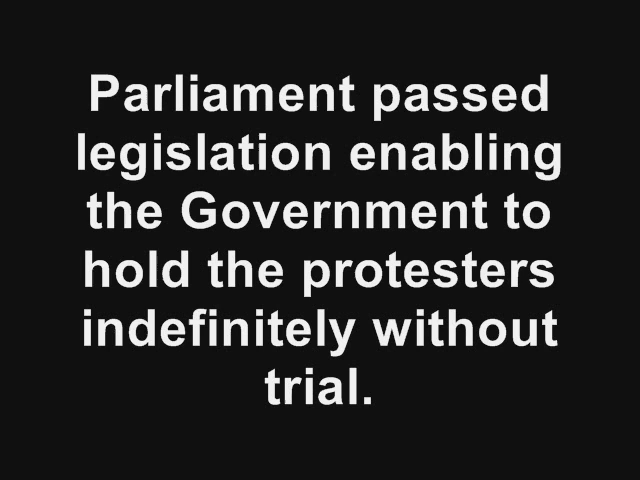 Parliament passed
legislation enabling
the Government to
hold the protesters
indefinitely without
trial.